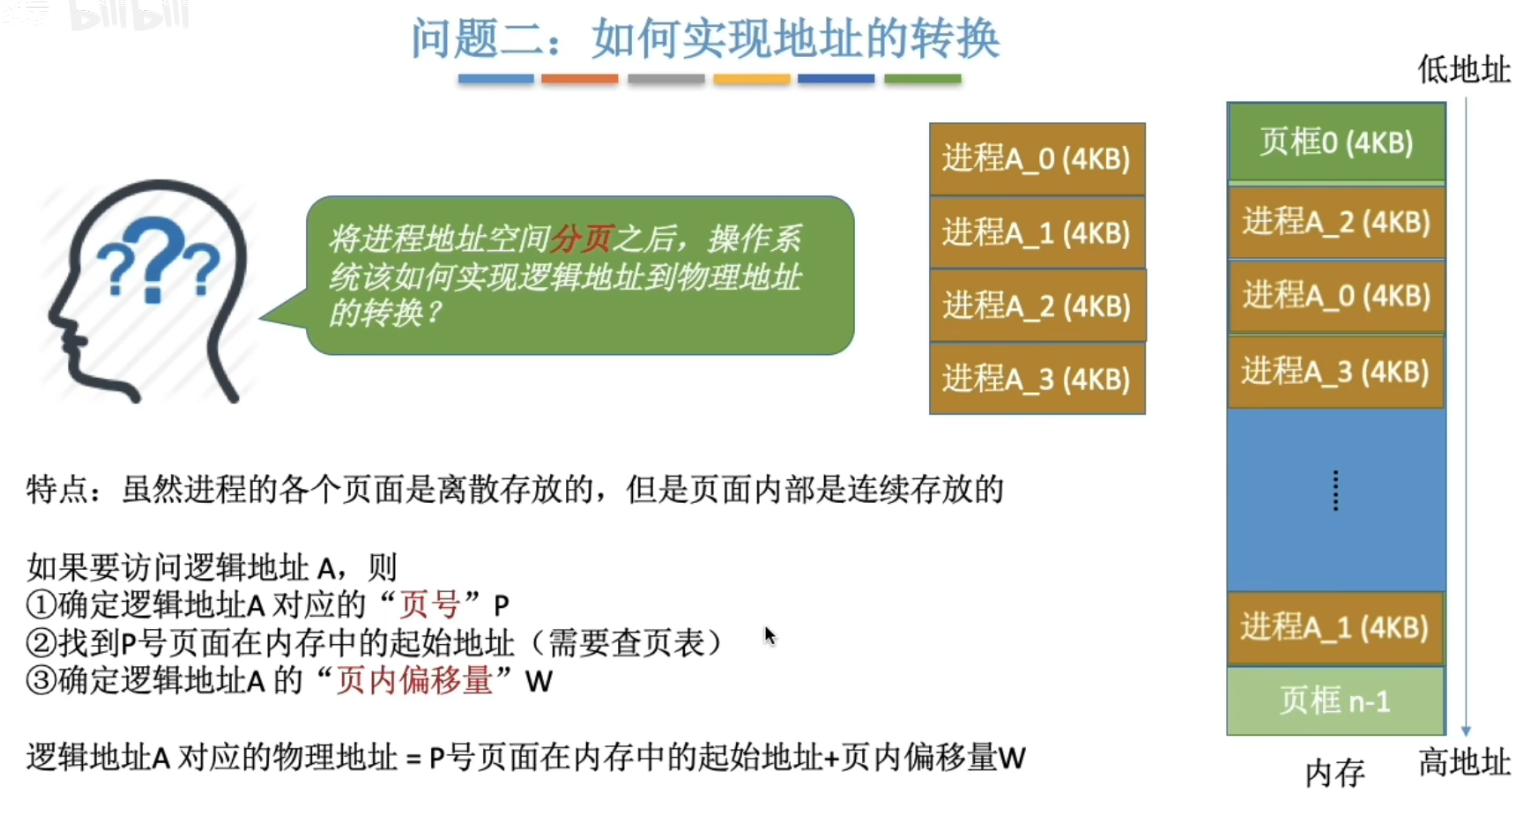 bilibili
问题二：如何实现地址的转换
低地址
将进程地址空间分页之后，操作系
统该如何实现逻辑地址到物理地址
的转换？
? ? ?
进程A_0 (4KB)
进程A_1 (4KB)
进程A_2 (4KB)
进程A_3 (4KB)
页框0 (4KB)
进程A_2 (4KB)
进程A_0 (4KB)
进程A_3 (4KB)
......
进程A_1 (4KB)
页框 n-1
内存
高地址
特点：虽然进程的各个页面是离散存放的，但是页面内部是连续存放的
如果要访问逻辑地址 A，则
①确定逻辑地址A 对应的“页号”P
②找到P号页面在内存中的起始地址（需要查页表）
③确定逻辑地址A 的“页内偏移量”W
逻辑地址A 对应的物理地址 = P号页面在内存中的起始地址+页内偏移量W